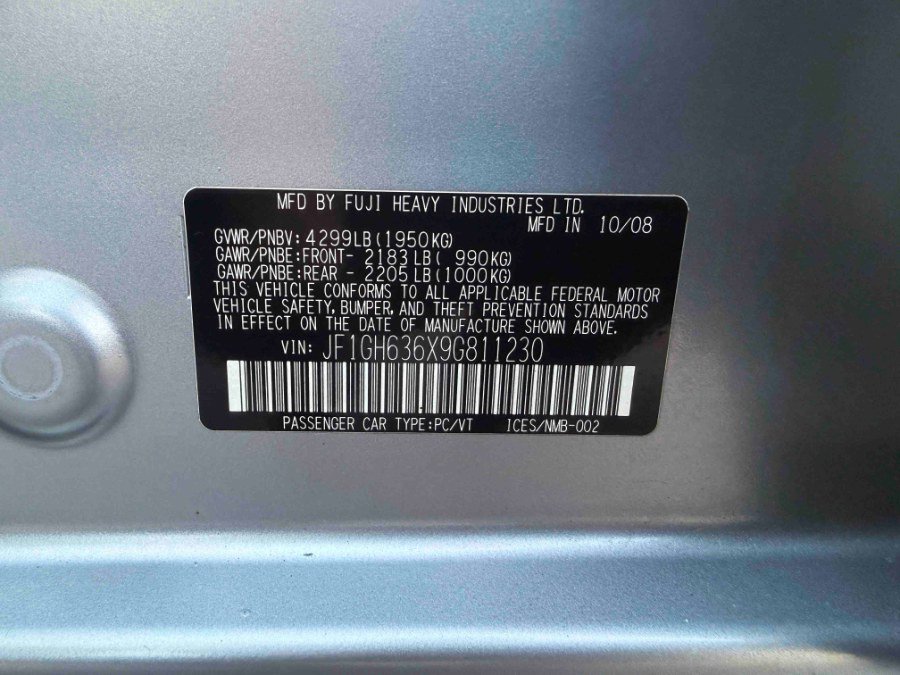 MFD BY FUJI HEAVY INDUSTRIES LTD.
MFD IN 10/08
GVWR/PNBV: 4299LB(1950KG)
GAWR/PNBE:FRONT- 2183LB( 990KG)
GAWR/PNBE:REAR - 2205LB(1000KG)
THIS VEHICLE CONFORMS TO ALL APPLICABLE FEDERAL MOTOR
VEHICLE SAFETY, BUMPER, AND THEFT PREVENTION STANDARDS
IN EFFECT ON THE DATE OF MANUFACTURE SHOWN ABOVE.
VIN: JF1GH636X9G811230
PASSENGER CAR TYPE:PC/VT ICES/NMB-002